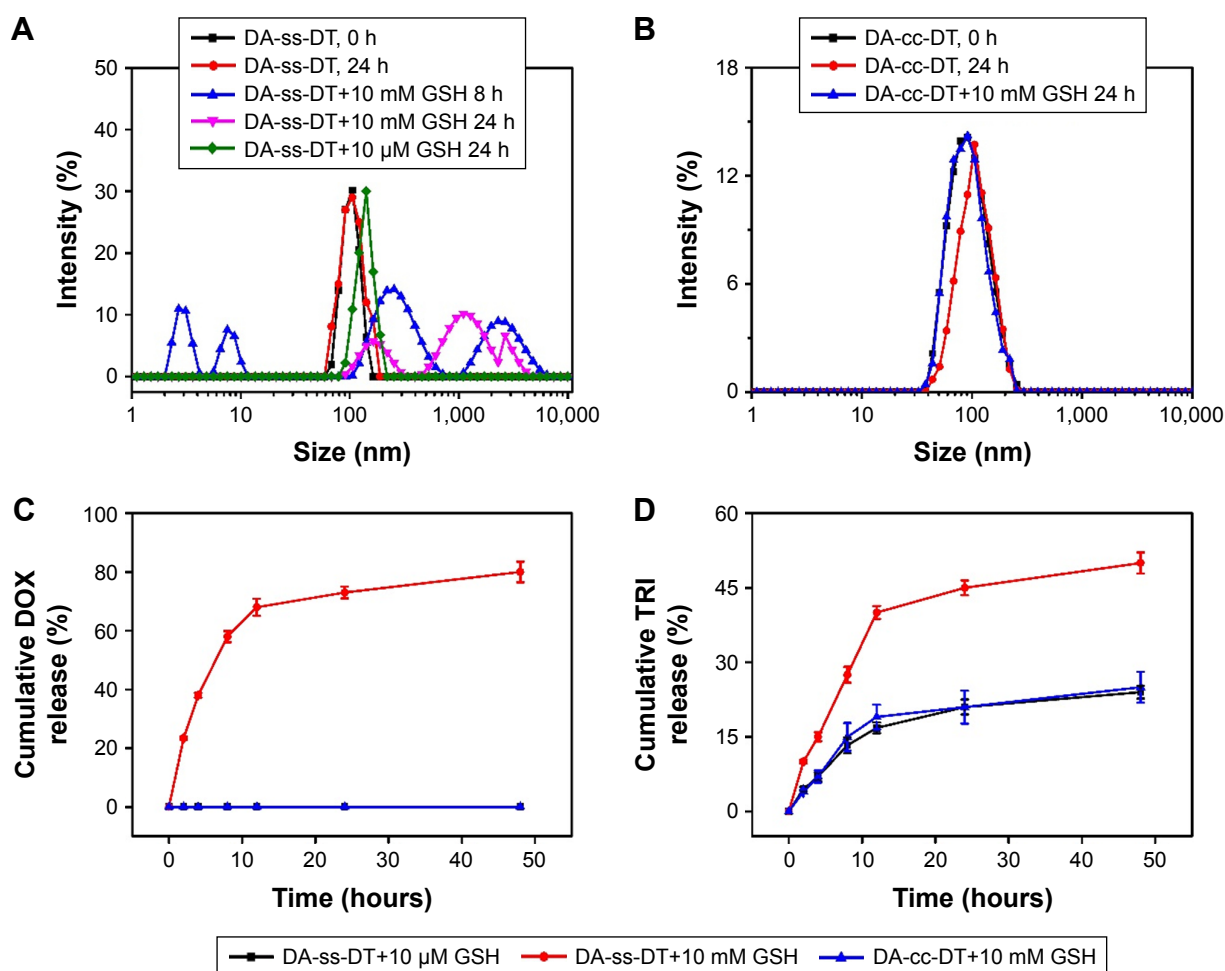 A
DA-ss-DT, 0 h
DA-ss-DT, 24 h
DA-ss-DT+10 mM GSH 8 h
DA-ss-DT+10 mM GSH 24 h
DA-ss-DT+10 µM GSH 24 h
50
40
30
20
10
0
Intensity (%)
1
10
100
1,000
10,000
Size (nm)
B
DA-cc-DT, 0 h
DA-cc-DT, 24 h
DA-cc-DT+10 mM GSH 24 h
18
12
6
0
Intensity (%)
1
10
100
1,000
10,000
Size (nm)
C
100
80
60
40
20
0
Cumulative DOX
release (%)
0
10
20
30
40
50
Time (hours)
D
60
45
30
15
0
Cumulative TRI
release (%)
0
10
20
30
40
50
Time (hours)
DA-ss-DT+10 µM GSH
DA-ss-DT+10 mM GSH
DA-cc-DT+10 mM GSH